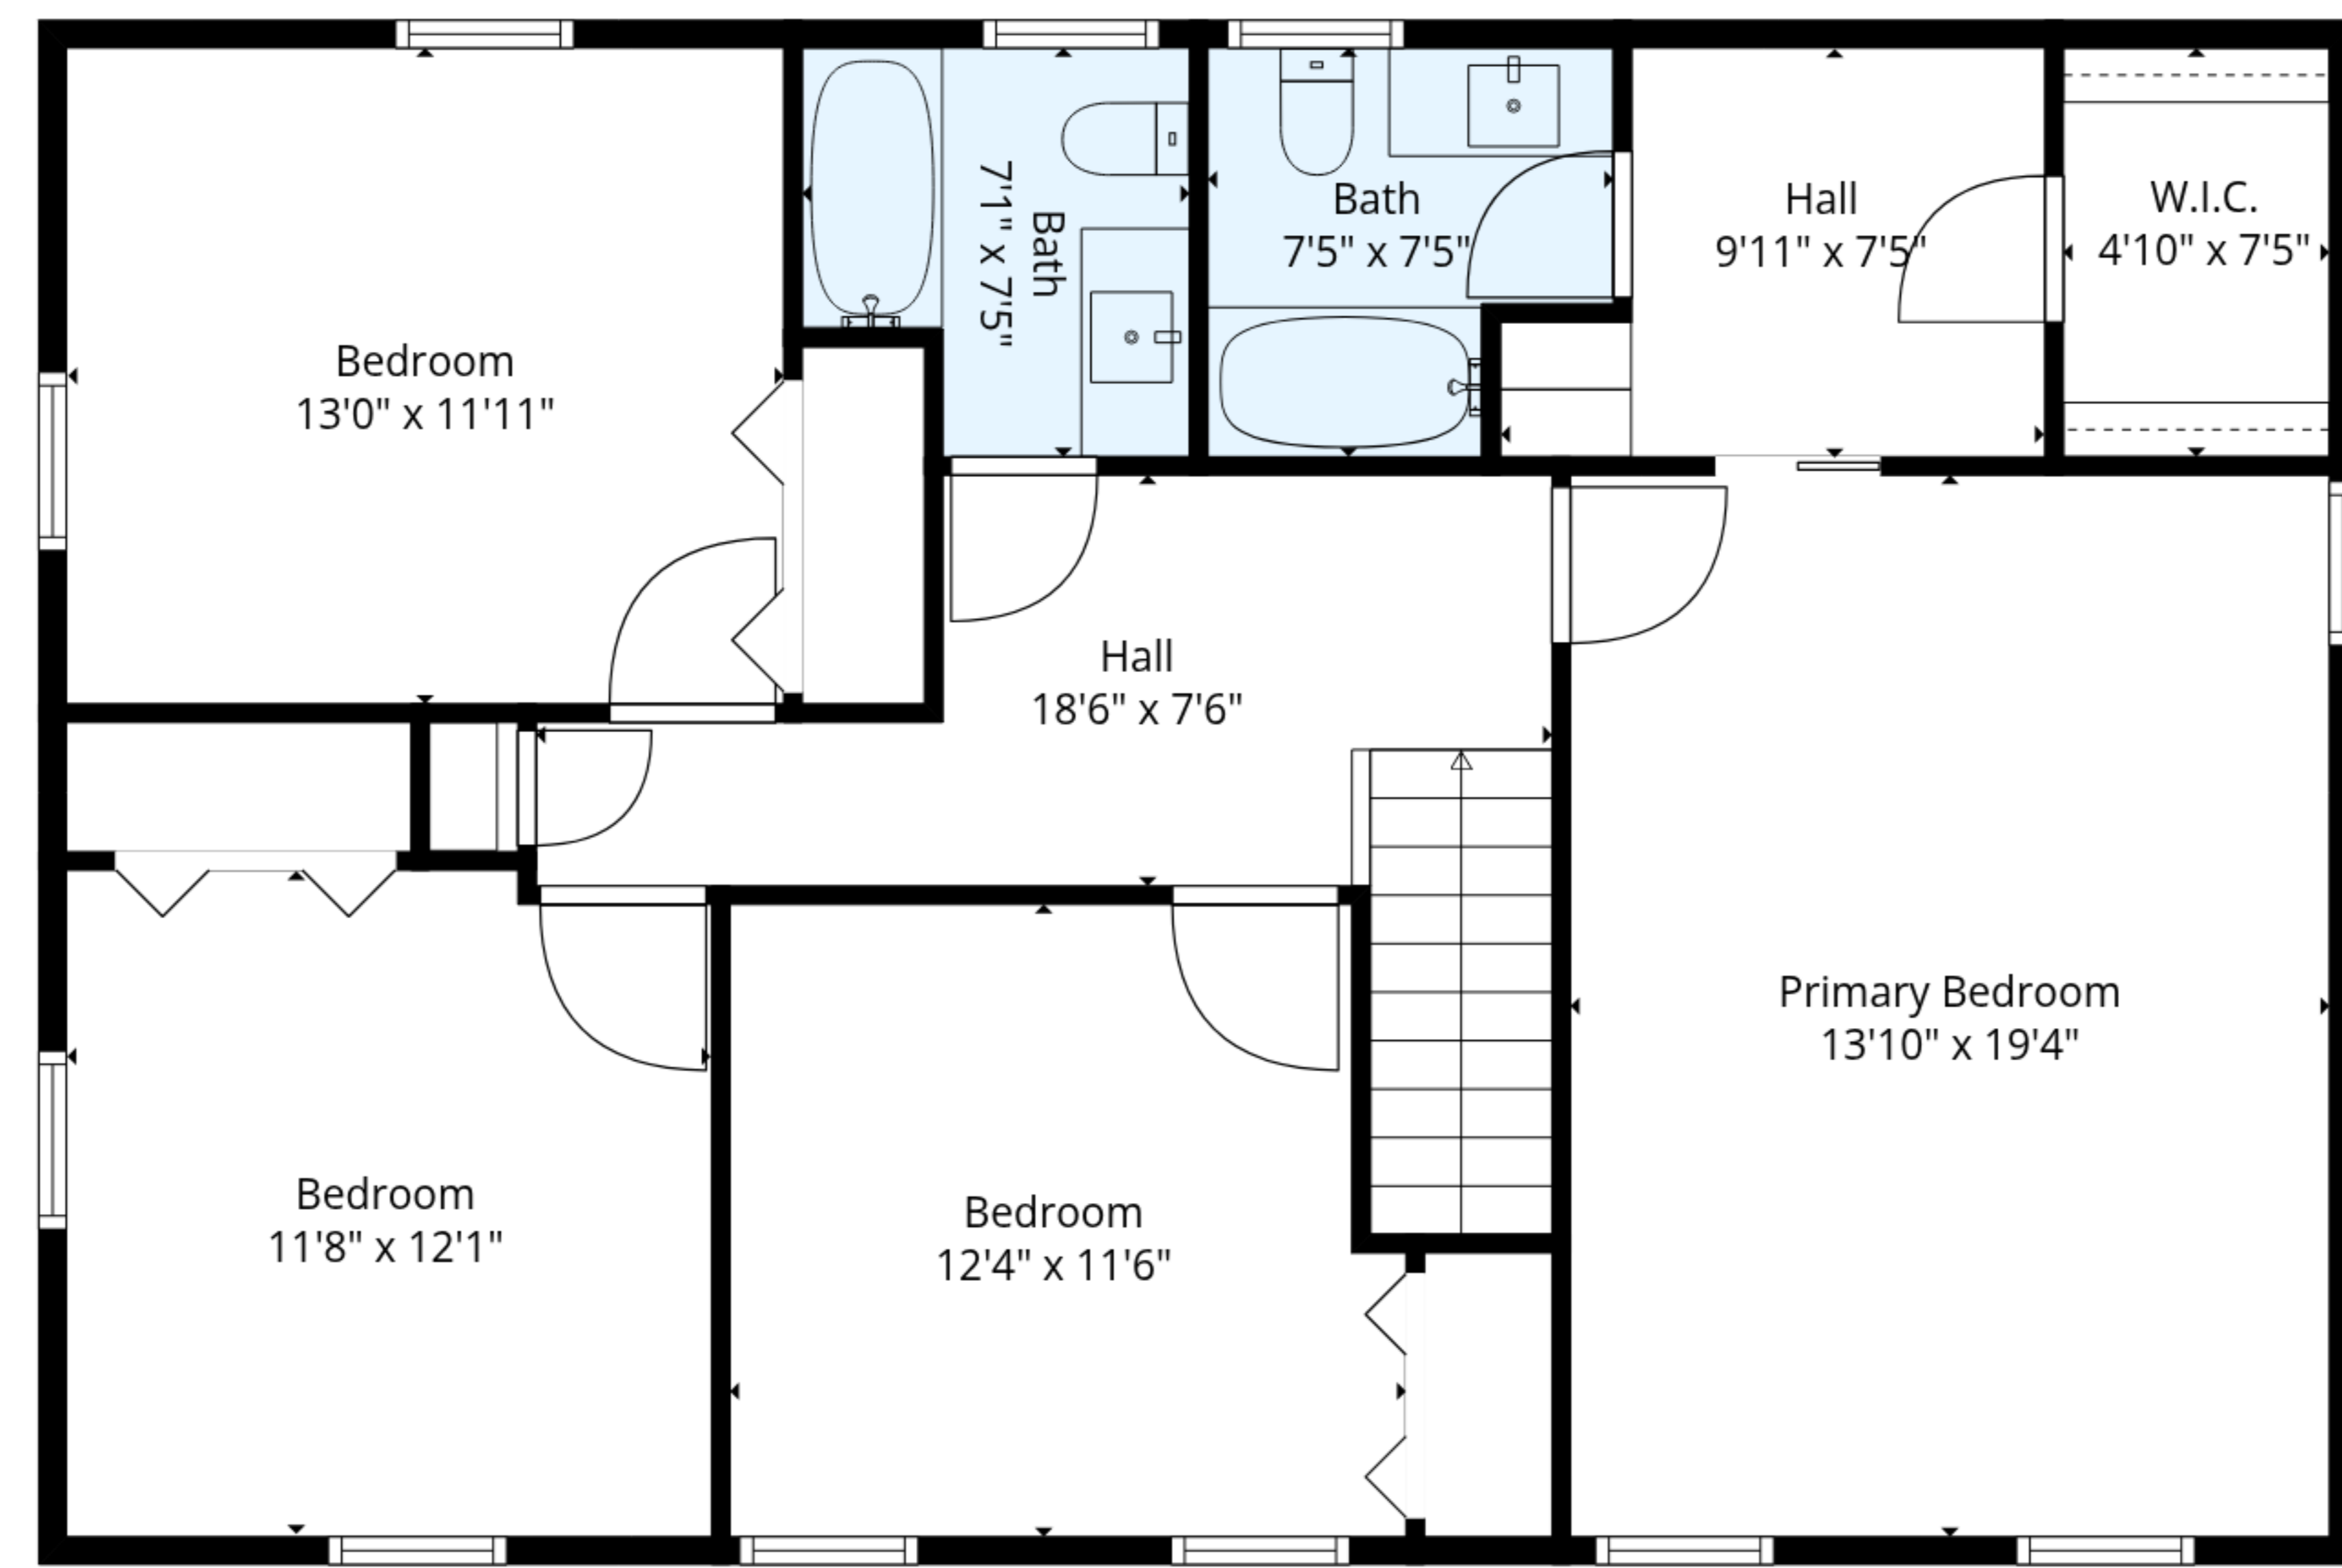 Bath
7'1" x 7'5"
Bath
7'5" x 7'5"
Hall
9'11" x 7'5"
W.I.C.
4'10" x 7'5"
Bedroom
13'0" x 11'11"
Hall
18'6" x 7'6"
Primary Bedroom
13'10" x 19'4"
Bedroom
11'8" x 12'1"
Bedroom
12'4" x 11'6"